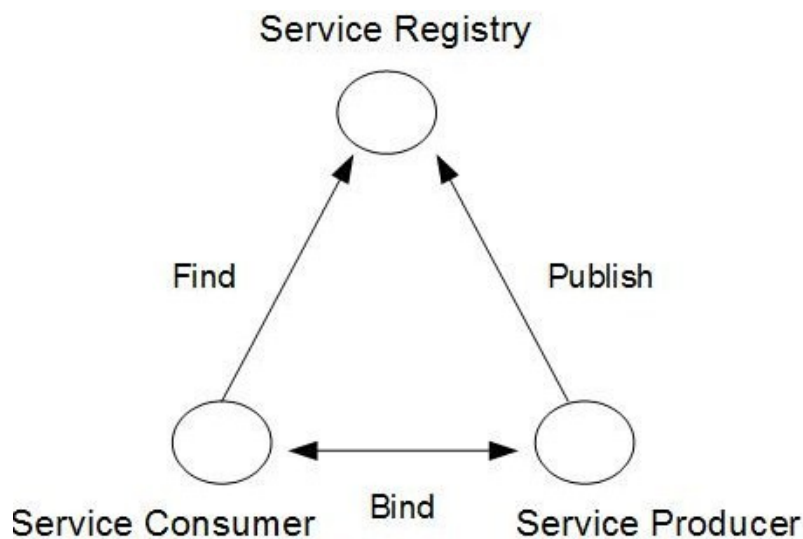 Service Registry
Find
Publish
Bind
Service Consumer
Service Producer